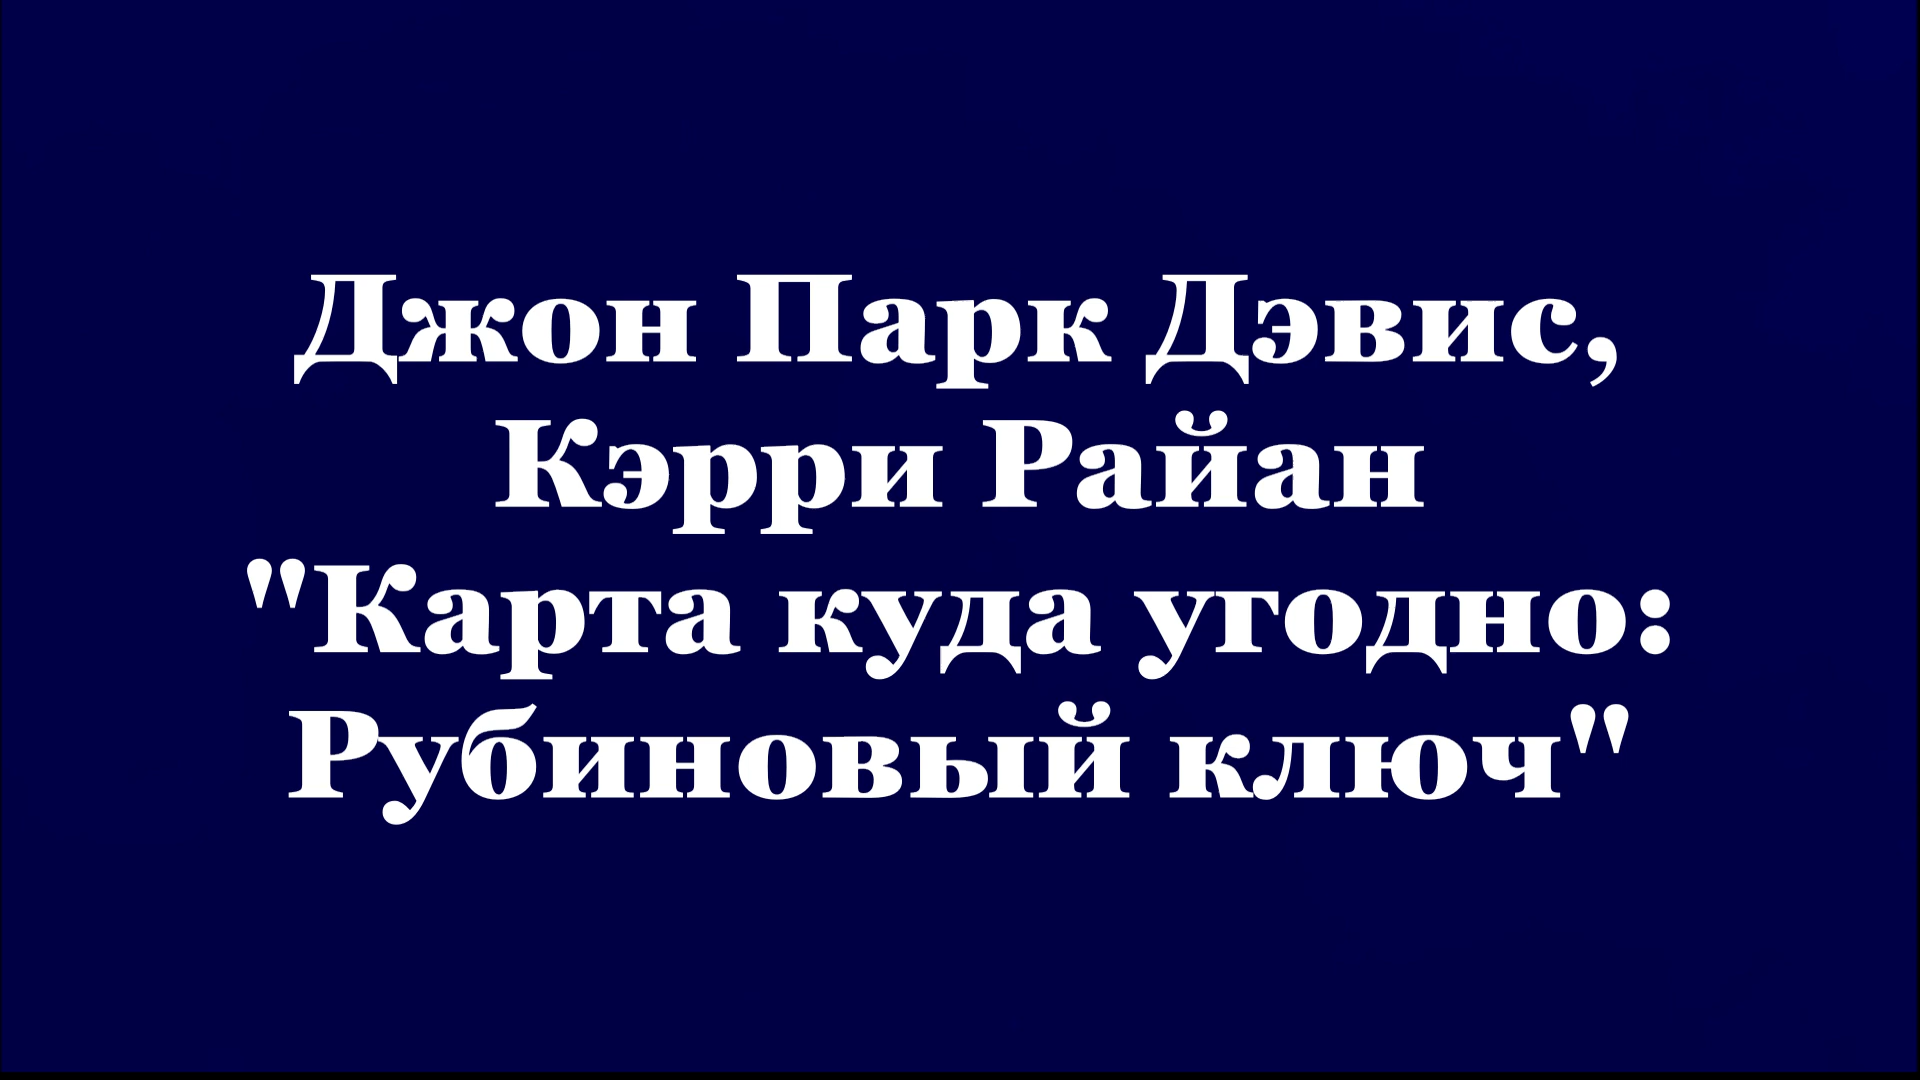 Джон Парк Дэвис,
Кэрри Райан
"Карта куда угодно:
Рубиновый ключ"